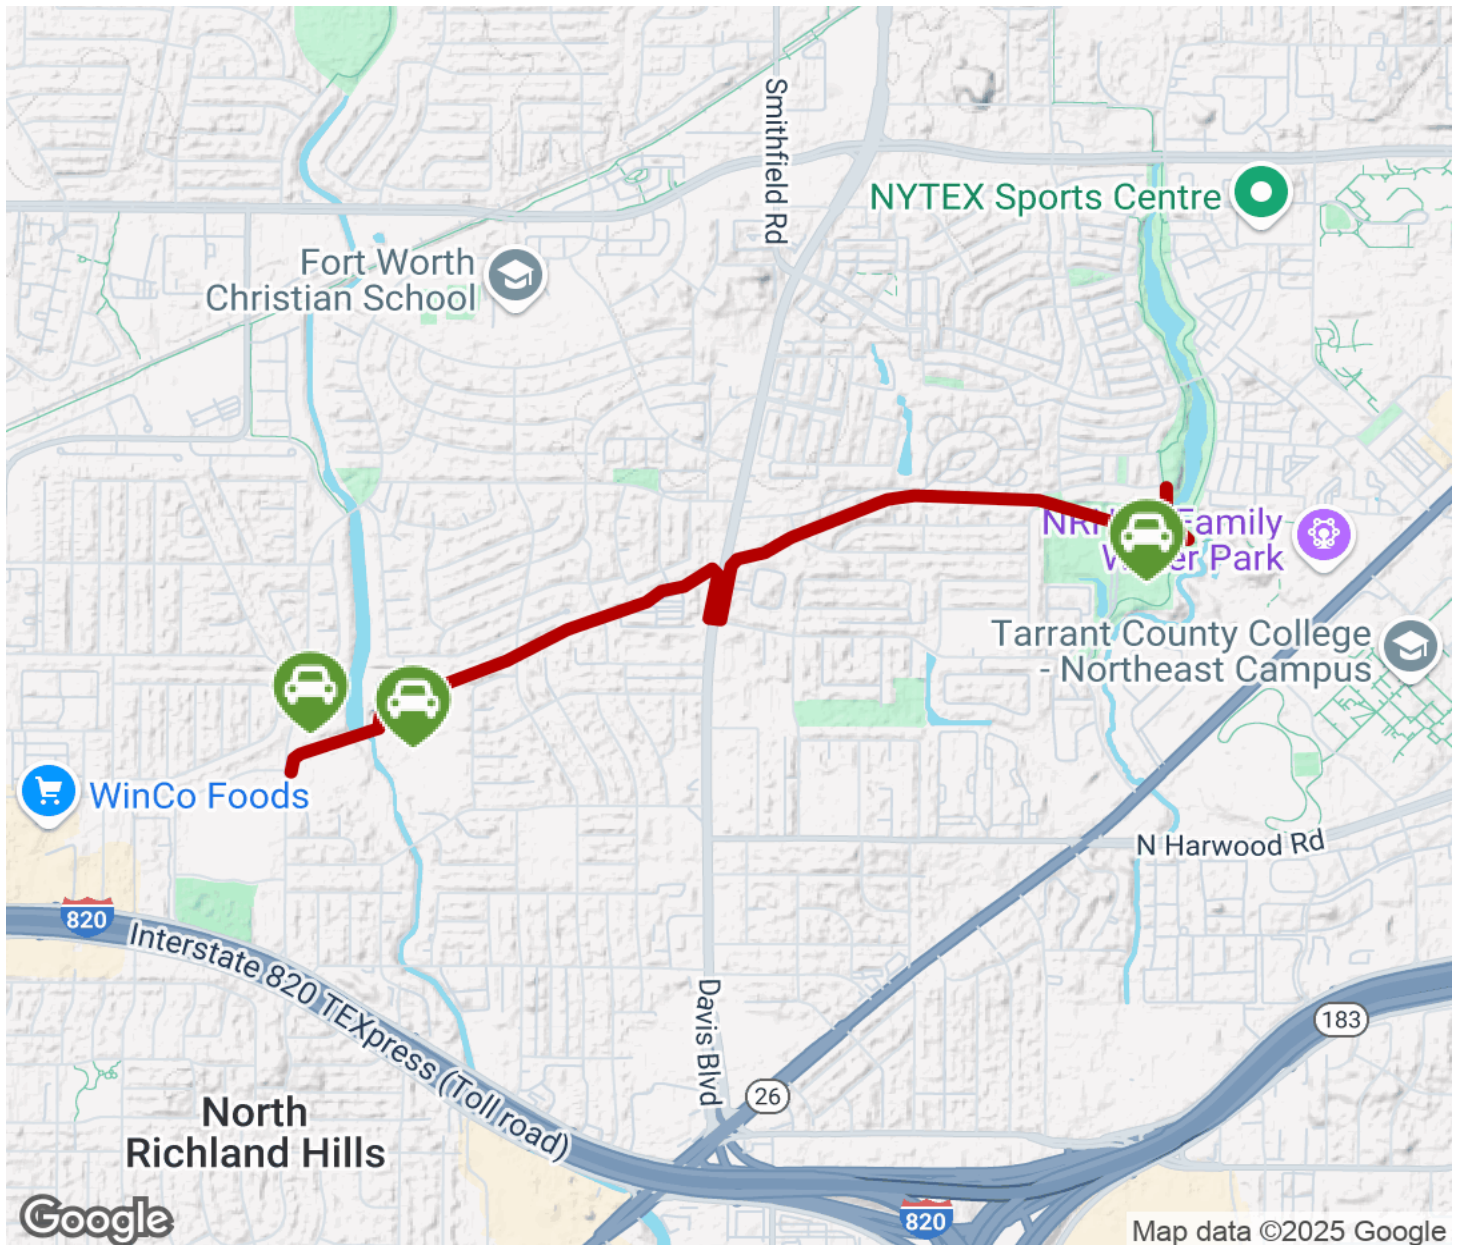 Smithfield Rd
NYTEX Sports Centre
Fort Worth
Christian School
Family
Park
Tarrant County College
- Northeast Campus
WinCo Foods
N Harwood Rd
820
Interstate 820 TEXpress (Toll road)
183
Davis Blvd
26
North
Richland Hills
820
Google
Map data ©2025 Google